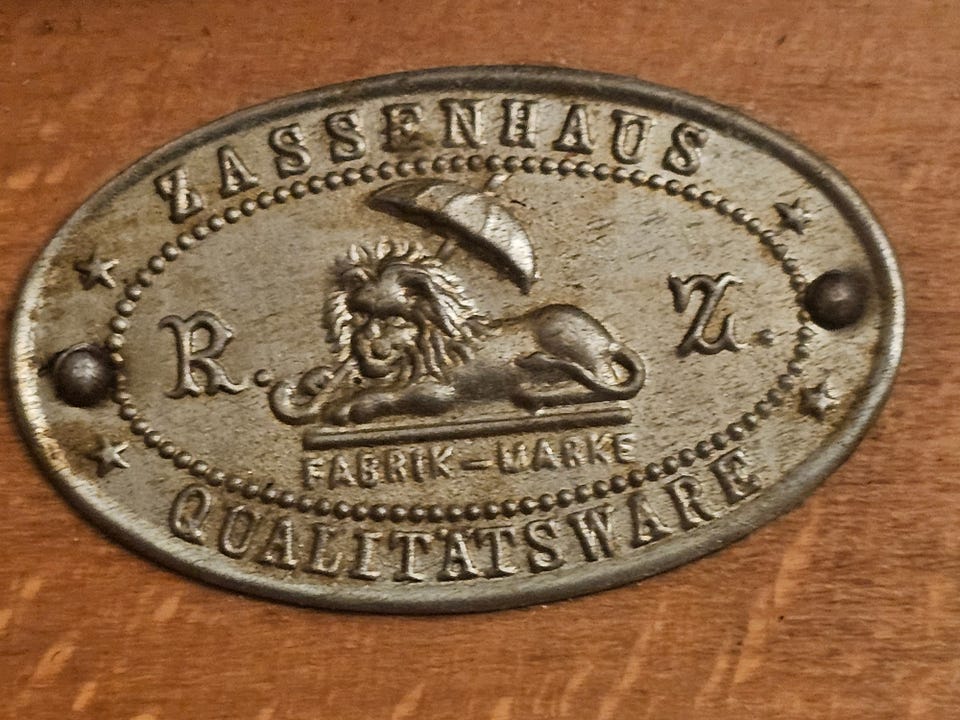 ZASSENHAUS
R. Z.
FABRIK-MARKE
QUALITÄTSWARE